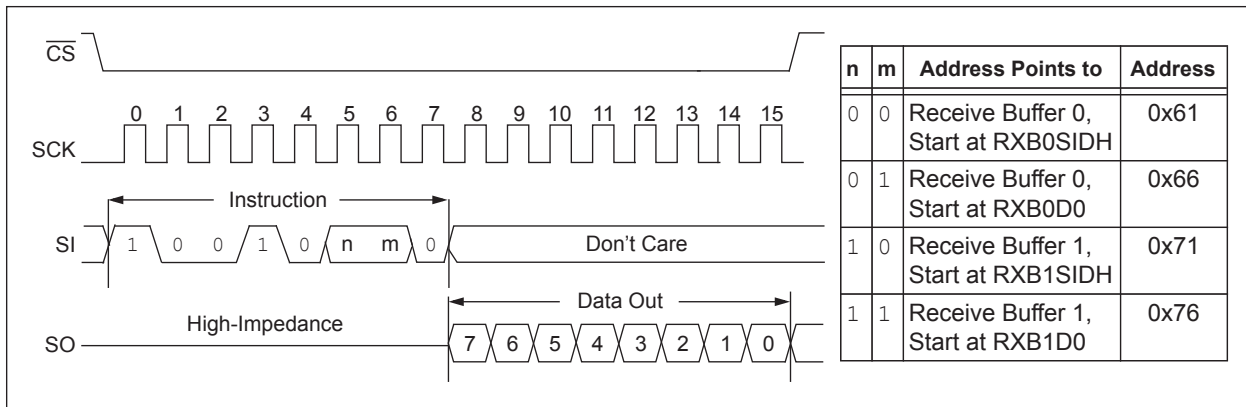 CS
0 1 2 3 4 5 6 7 8 9 10 11 12 13 14 15
SCK
Instruction
SI 1 0 0 1 0 n m 0 Don't Care
Data Out
High-Impedance
SO 7 6 5 4 3 2 1 0
n m Address Points to Address
0 0 Receive Buffer 0, 0x61
Start at RXB0SIDH
0 1 Receive Buffer 0, 0x66
Start at RXB0D0
1 0 Receive Buffer 1, 0x71
Start at RXB1SIDH
1 1 Receive Buffer 1, 0x76
Start at RXB1D0